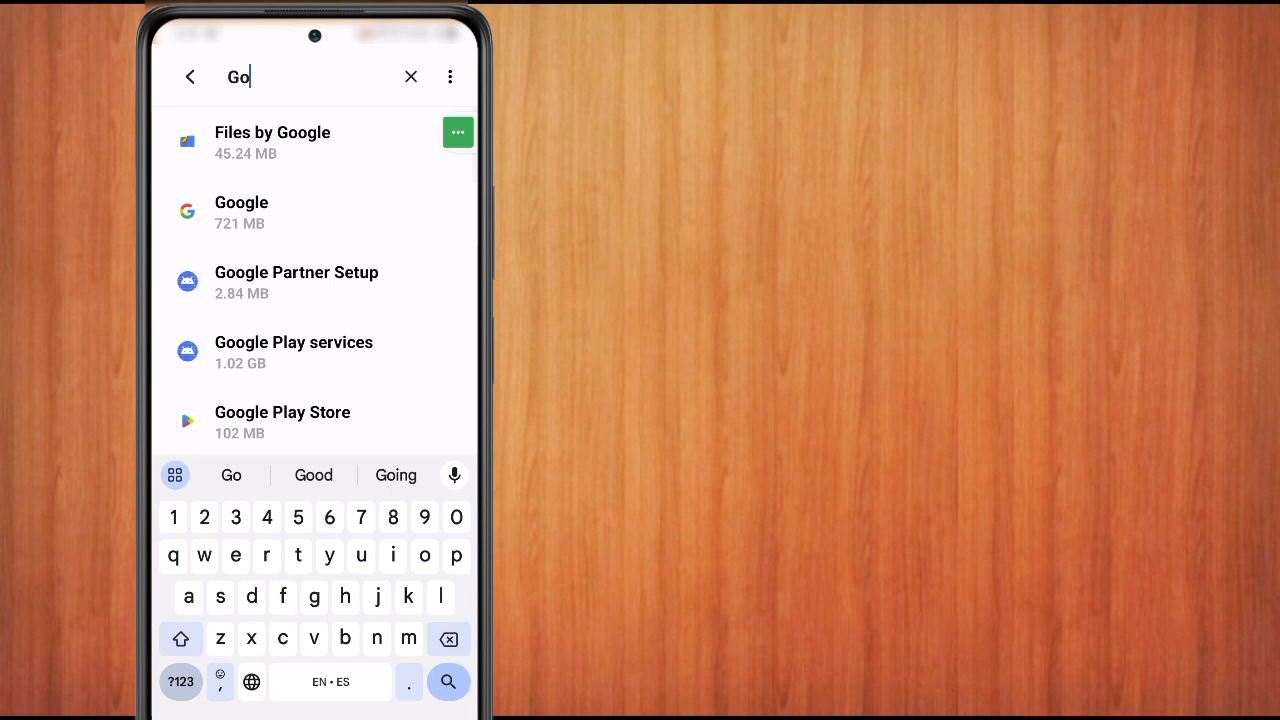 Go
Files by Google
45.24 MB
Google
721 MB
Google Partner Setup
2.84 MB
Google Play services
1.02 GB
Google Play Store
102 MB
Go Good Going
1 2 3 4 5 6 7 8 9 0
q w e r t y u i o p
a s d f g h j k l
z x c v b n m
?123 , EN • ES .